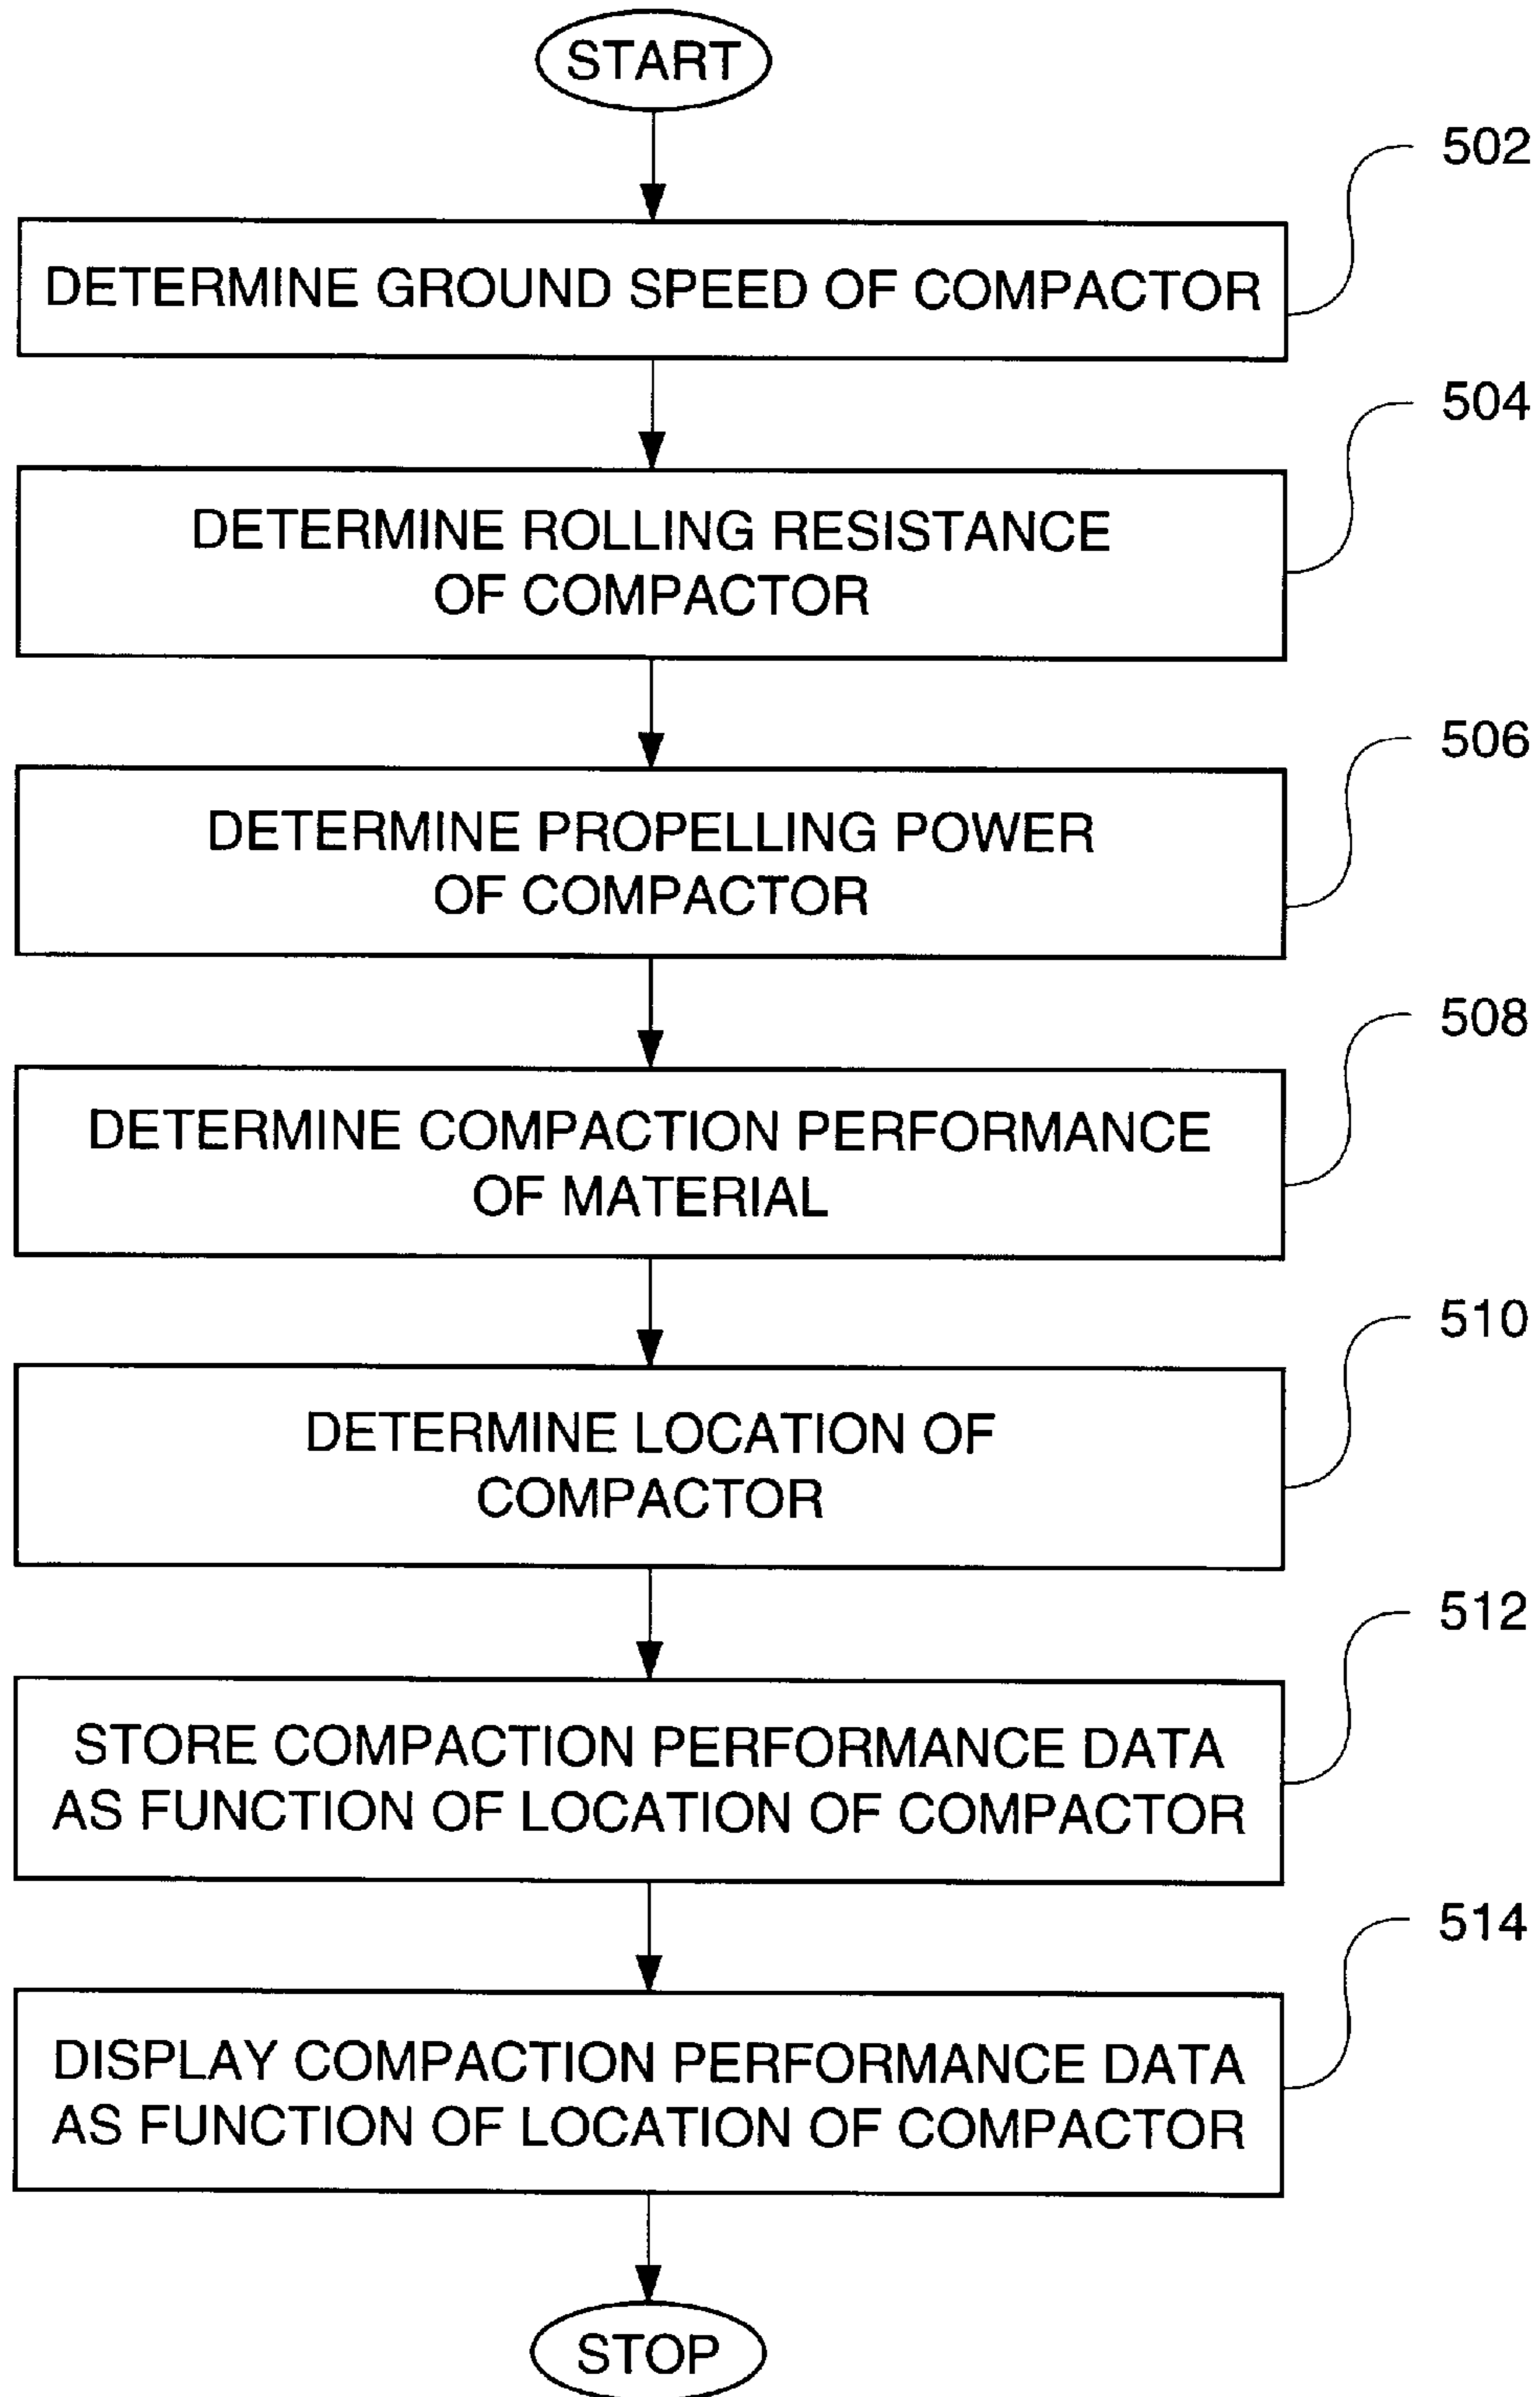 START
502
DETERMINE GROUND SPEED OF COMPACTOR
504
DETERMINE ROLLING RESISTANCE
OF COMPACTOR
506
DETERMINE PROPELLING POWER
OF COMPACTOR
508
DETERMINE COMPACTION PERFORMANCE
OF MATERIAL
510
DETERMINE LOCATION OF
COMPACTOR
512
STORE COMPACTION PERFORMANCE DATA
AS FUNCTION OF LOCATION OF COMPACTOR
514
DISPLAY COMPACTION PERFORMANCE DATA
AS FUNCTION OF LOCATION OF COMPACTOR
STOP